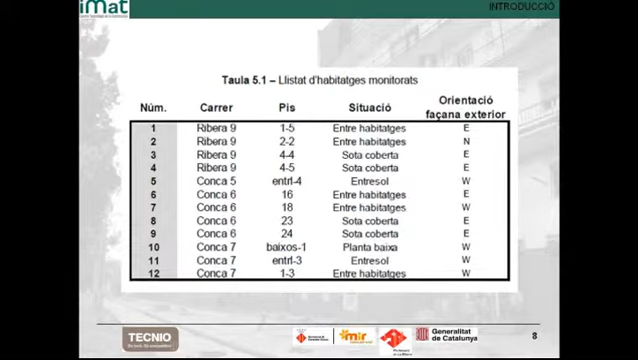 iMat
INTRODUCCIÓ
Taula 5.1 – Llistat d'habitatges monitorats
Núm. Carrer Pis Situació Orientació façana exterior
1 Ribera 9 1-5 Entre habitatges E
2 Ribera 9 2-2 Entre habitatges N
3 Ribera 9 4-4 Sota coberta E
4 Ribera 9 4-5 Sota coberta E
5 Conca 5 entrl-4 Entresol W
6 Conca 6 16 Entre habitatges E
7 Conca 6 18 Entre habitatges W
8 Conca 6 23 Sota coberta E
9 Conca 6 24 Sota coberta E
10 Conca 7 baixos-1 Planta baixa W
11 Conca 7 entrl-3 Entresol W
12 Conca 7 1-3 Entre habitatges W
TECNIO
mir
Generalitat
de Catalunya
8